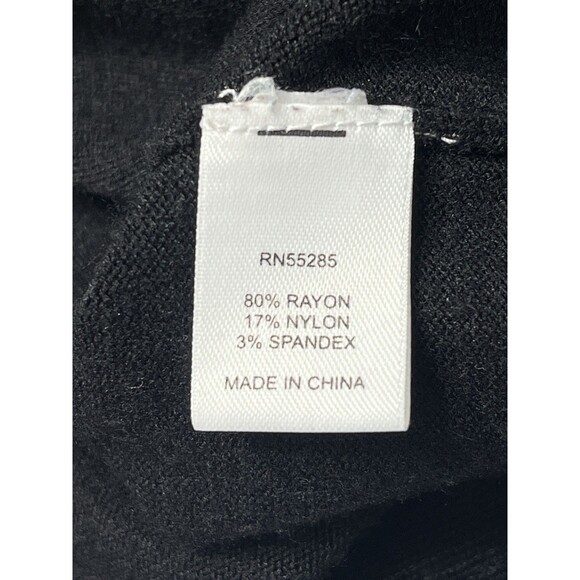 RN55285
80% RAYON
17% NYLON
3% SPANDEX
MADE IN CHINA